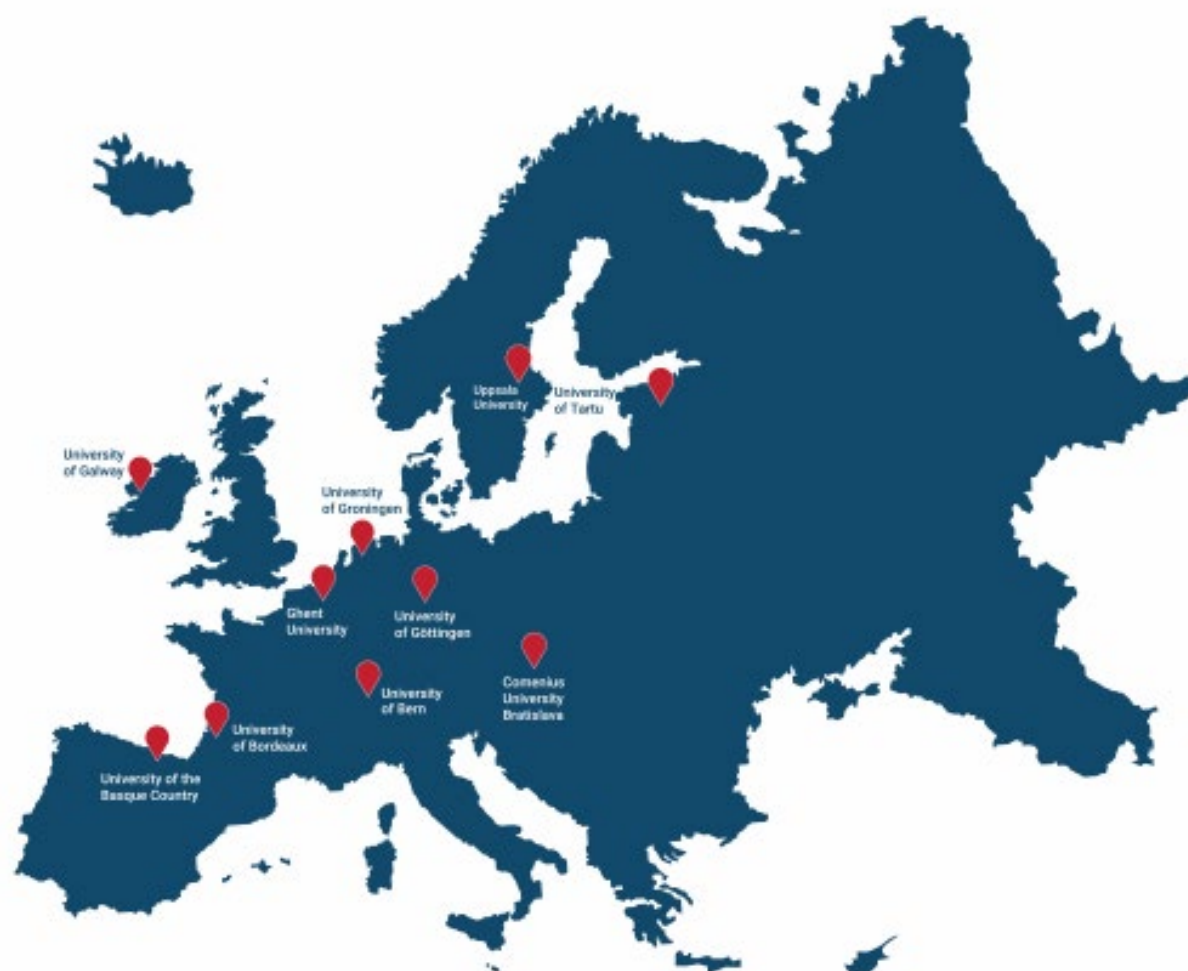 Uppsala
University
University
of Tartu
University
of Galway
University
of Groningen
Ghent
University
University
of Göttingen
Comenius
University
Bratislava
University
of Bern
University
of Bordeaux
University of the
Basque Country